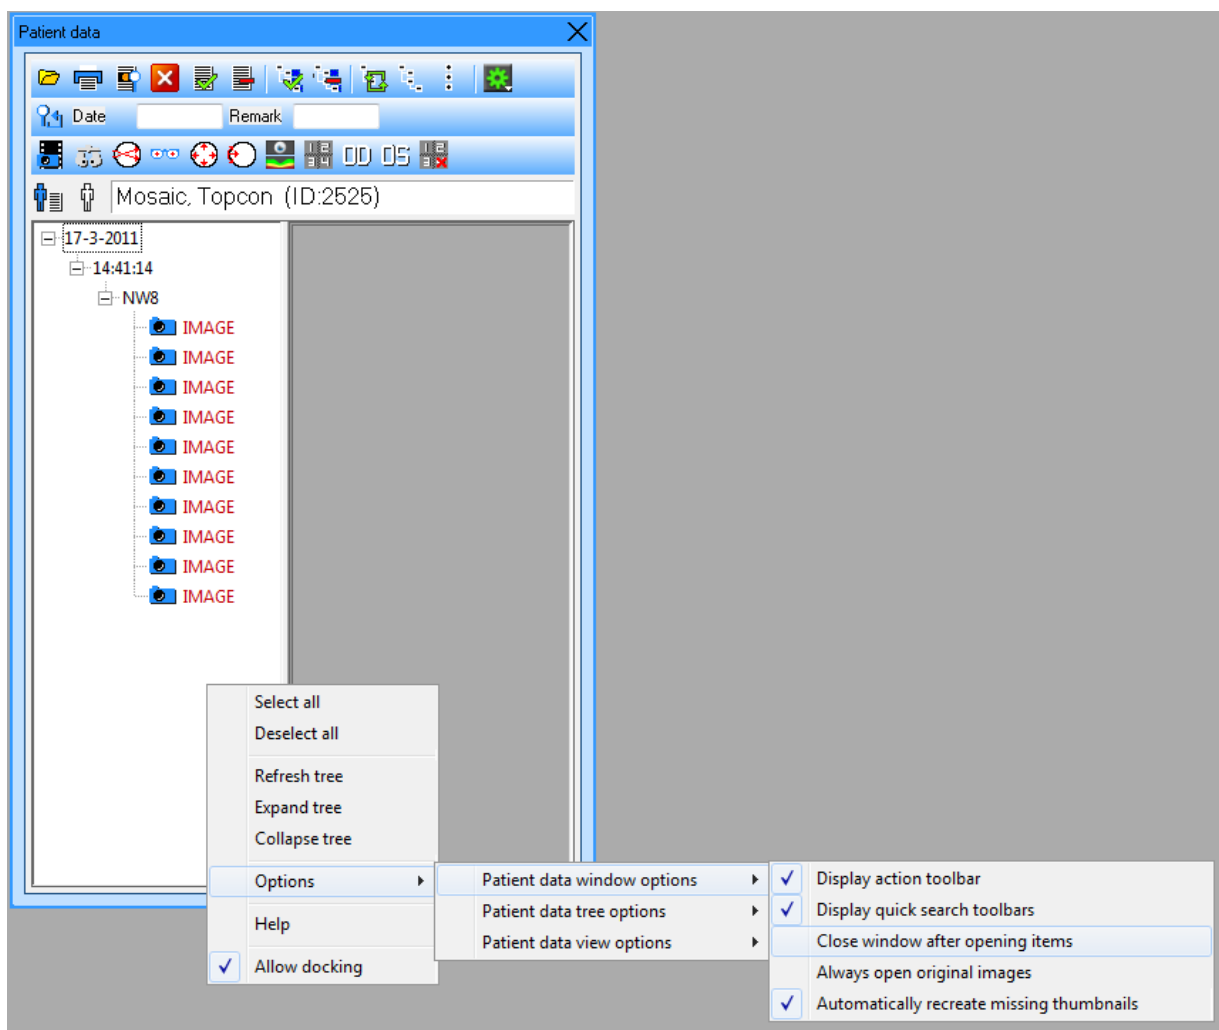 Patient data
Date Remark
OD OS
Mosaic, Topcon (ID:2525)
17-3-2011
14:41:14
NW8
IMAGE
IMAGE
IMAGE
IMAGE
IMAGE
IMAGE
IMAGE
IMAGE
IMAGE
IMAGE
Select all
Deselect all
Refresh tree
Expand tree
Collapse tree
Options
Help
Allow docking
Patient data window options
Patient data tree options
Patient data view options
Display action toolbar
Display quick search toolbars
Close window after opening items
Always open original images
Automatically recreate missing thumbnails